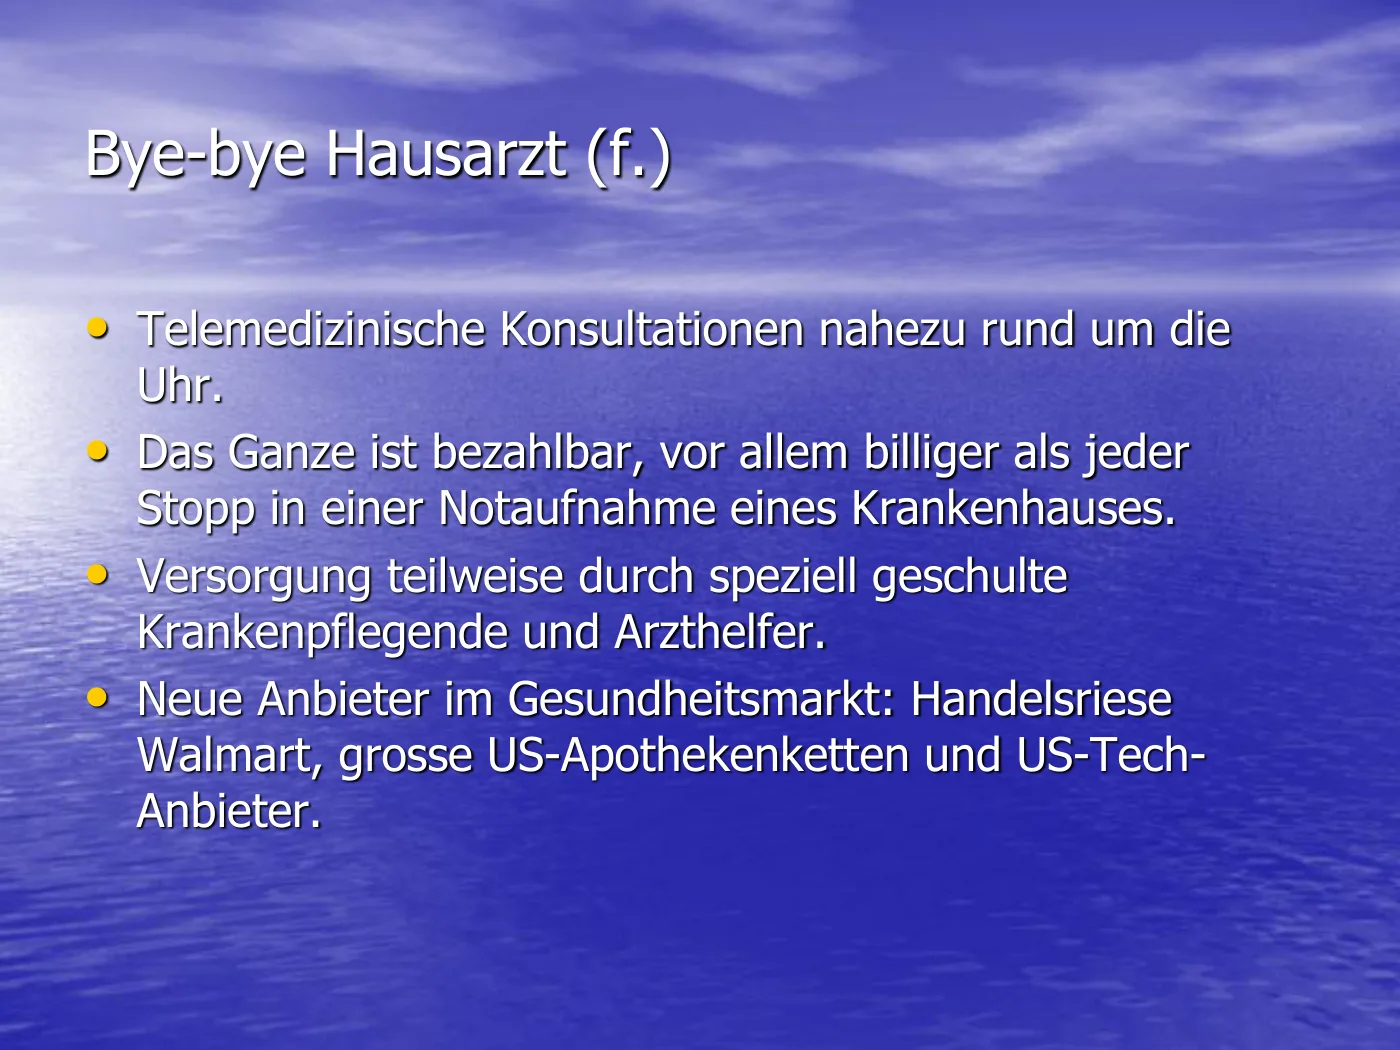 Bye-bye Hausarzt (f.)
• Telemedizinische Konsultationen nahezu rund um die
Uhr.
• Das Ganze ist bezahlbar, vor allem billiger als jeder
Stopp in einer Notaufnahme eines Krankenhauses.
• Versorgung teilweise durch speziell geschulte
Krankenpflegende und Arzthelfer.
• Neue Anbieter im Gesundheitsmarkt: Handelsriese
Walmart, grosse US-Apothekenketten und US-Tech-
Anbieter.